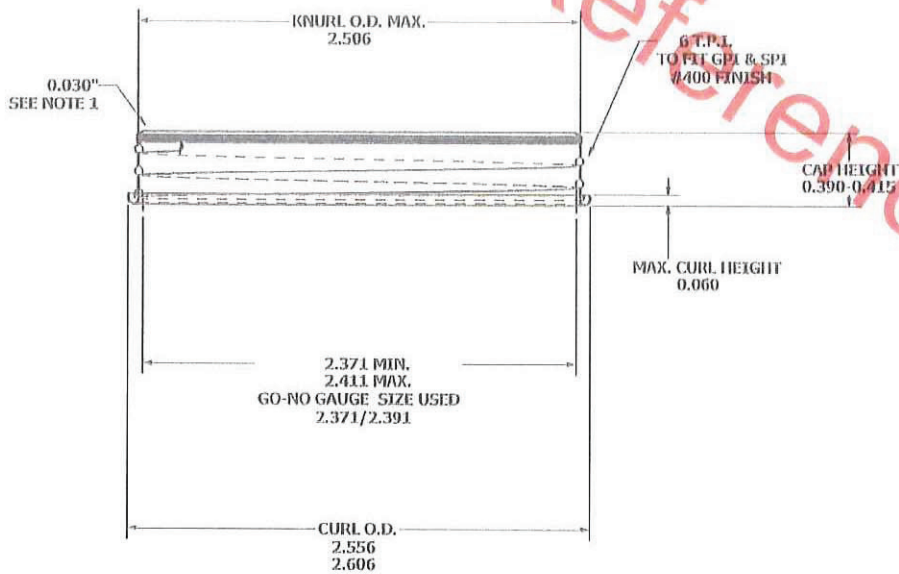 KNURL O.D. MAX.
2.506
6 T.P.I.
TO FIT GPI & SPI
#400 FINISH
0.030"
SEE NOTE 1
CAP HEIGHT
0.390-0.415
MAX. CURL HEIGHT
0.060
2.371 MIN.
2.411 MAX.
GO-NO GAUGE SIZE USED
2.371/2.391
CURL O.D.
2.556
2.606